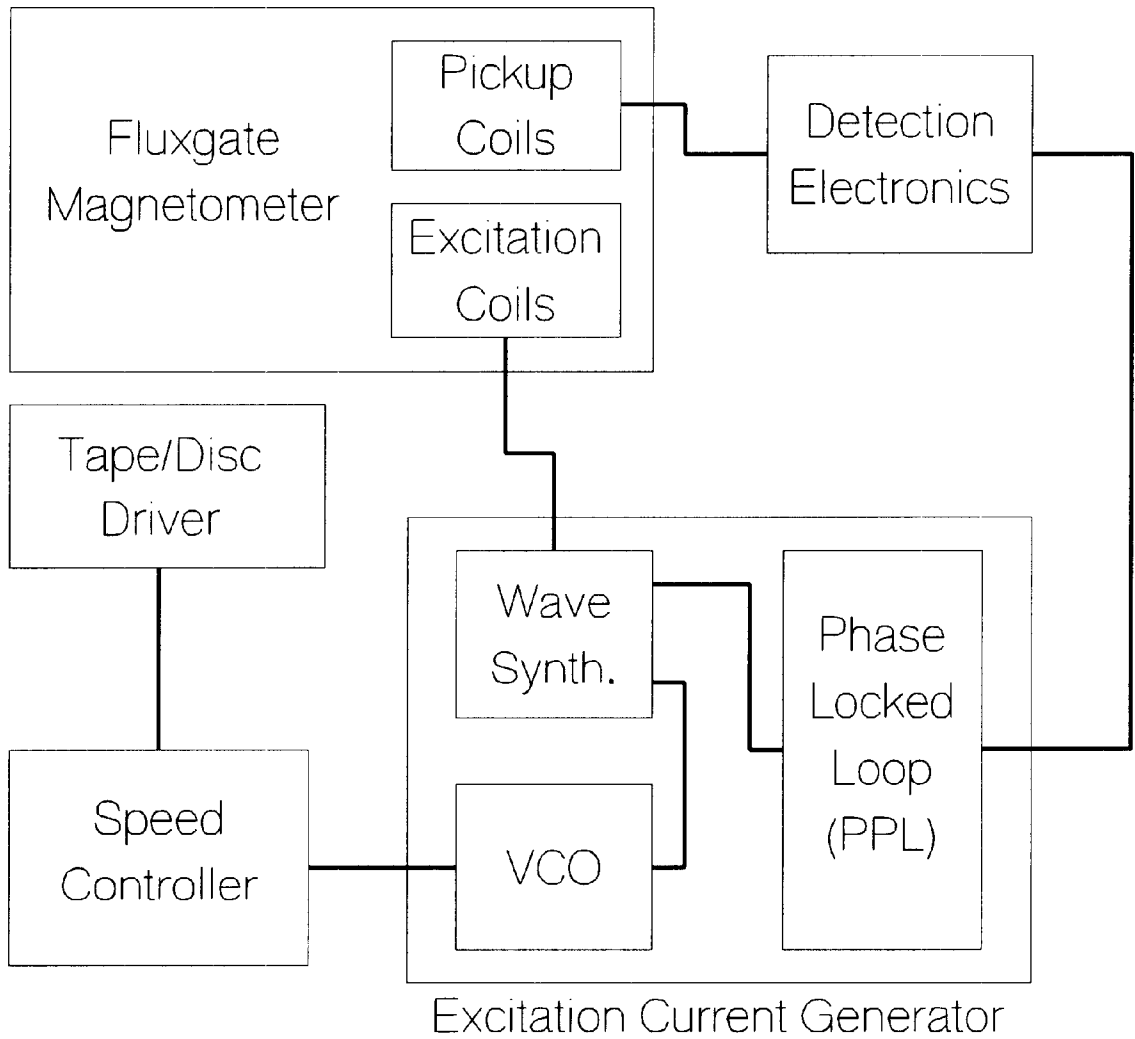 Fluxgate
Magnetometer
Pickup
Coils
Excitation
Coils
Detection
Electronics
Tape/Disc
Driver
Wave
Synth.
Phase
Locked
Loop
(PPL)
Speed
Controller
VCO
Excitation Current Generator